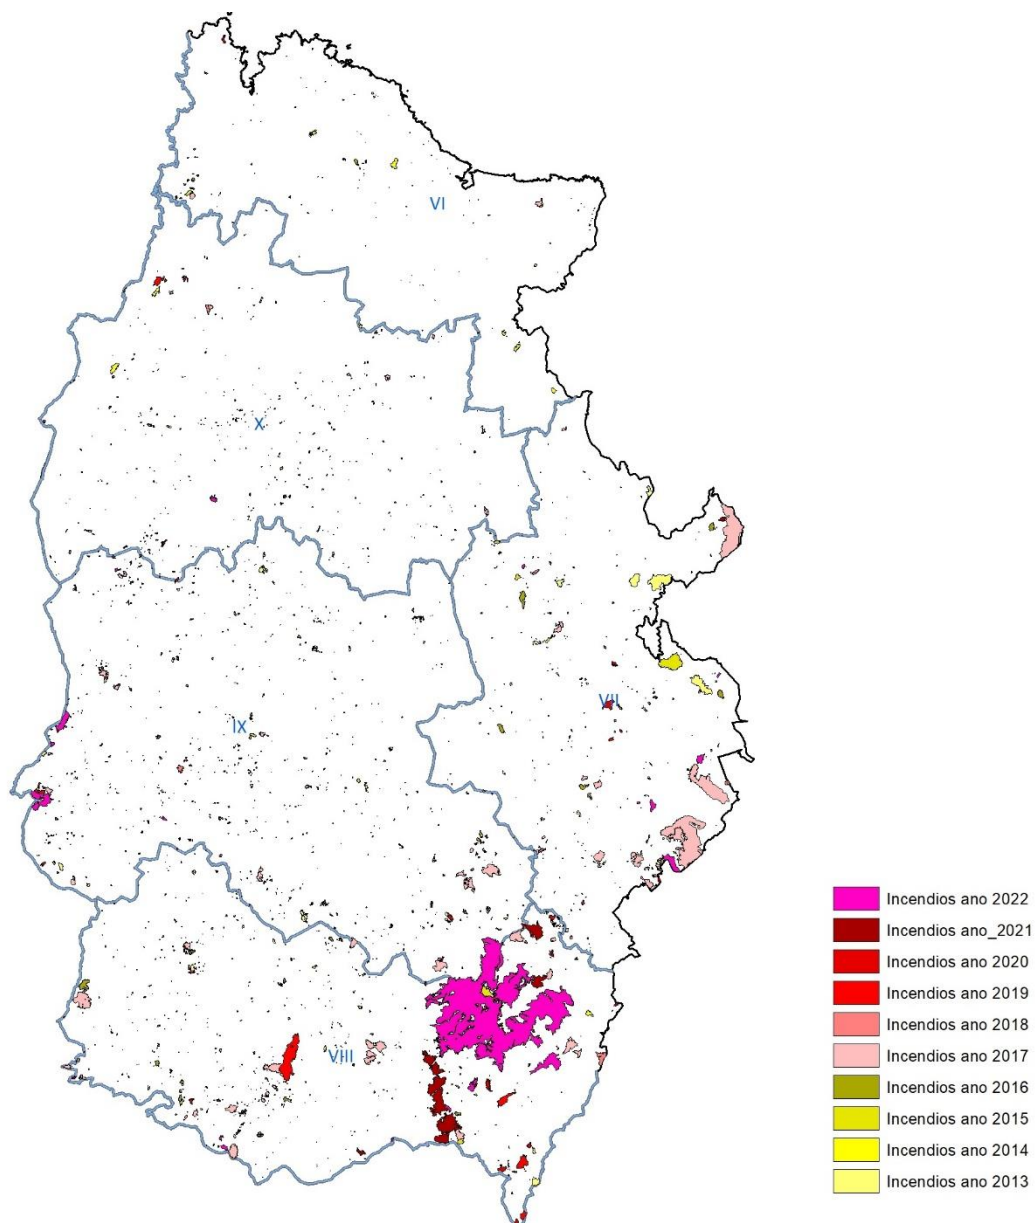 VI
X
VII
IX
VIII
Incendios ano 2022
Incendios ano_2021
Incendios ano 2020
Incendios ano 2019
Incendios ano 2018
Incendios ano 2017
Incendios ano 2016
Incendios ano 2015
Incendios ano 2014
Incendios ano 2013